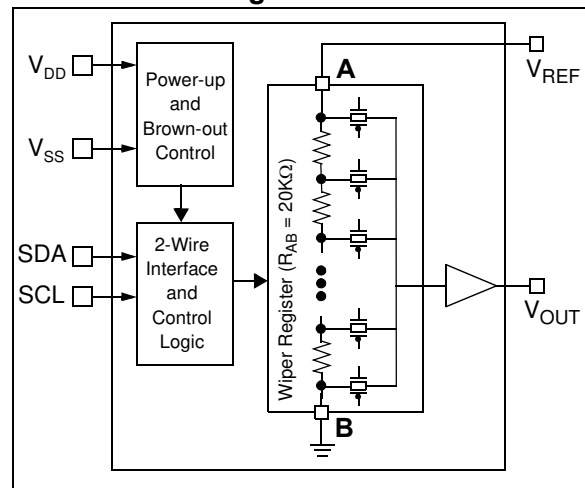 V_DD
V_SS
SDA
SCL
Power-up
and
Brown-out
Control
2-Wire
Interface
and
Control
Logic
Wiper Register (R_AB = 20KΩ)
A
B
V_REF
V_OUT